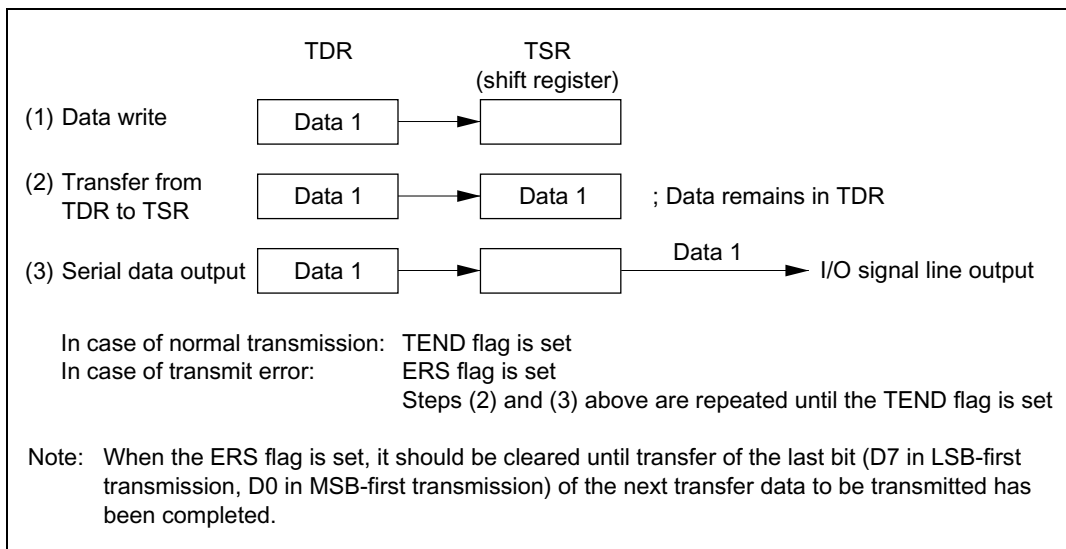 TDR TSR
(shift register)
(1) Data write Data 1
(2) Transfer from
TDR to TSR Data 1 Data 1 ; Data remains in TDR
(3) Serial data output Data 1 Data 1 I/O signal line output
In case of normal transmission: TEND flag is set
In case of transmit error: ERS flag is set
Steps (2) and (3) above are repeated until the TEND flag is set
Note: When the ERS flag is set, it should be cleared until transfer of the last bit (D7 in LSB-first
transmission, D0 in MSB-first transmission) of the next transfer data to be transmitted has
been completed.